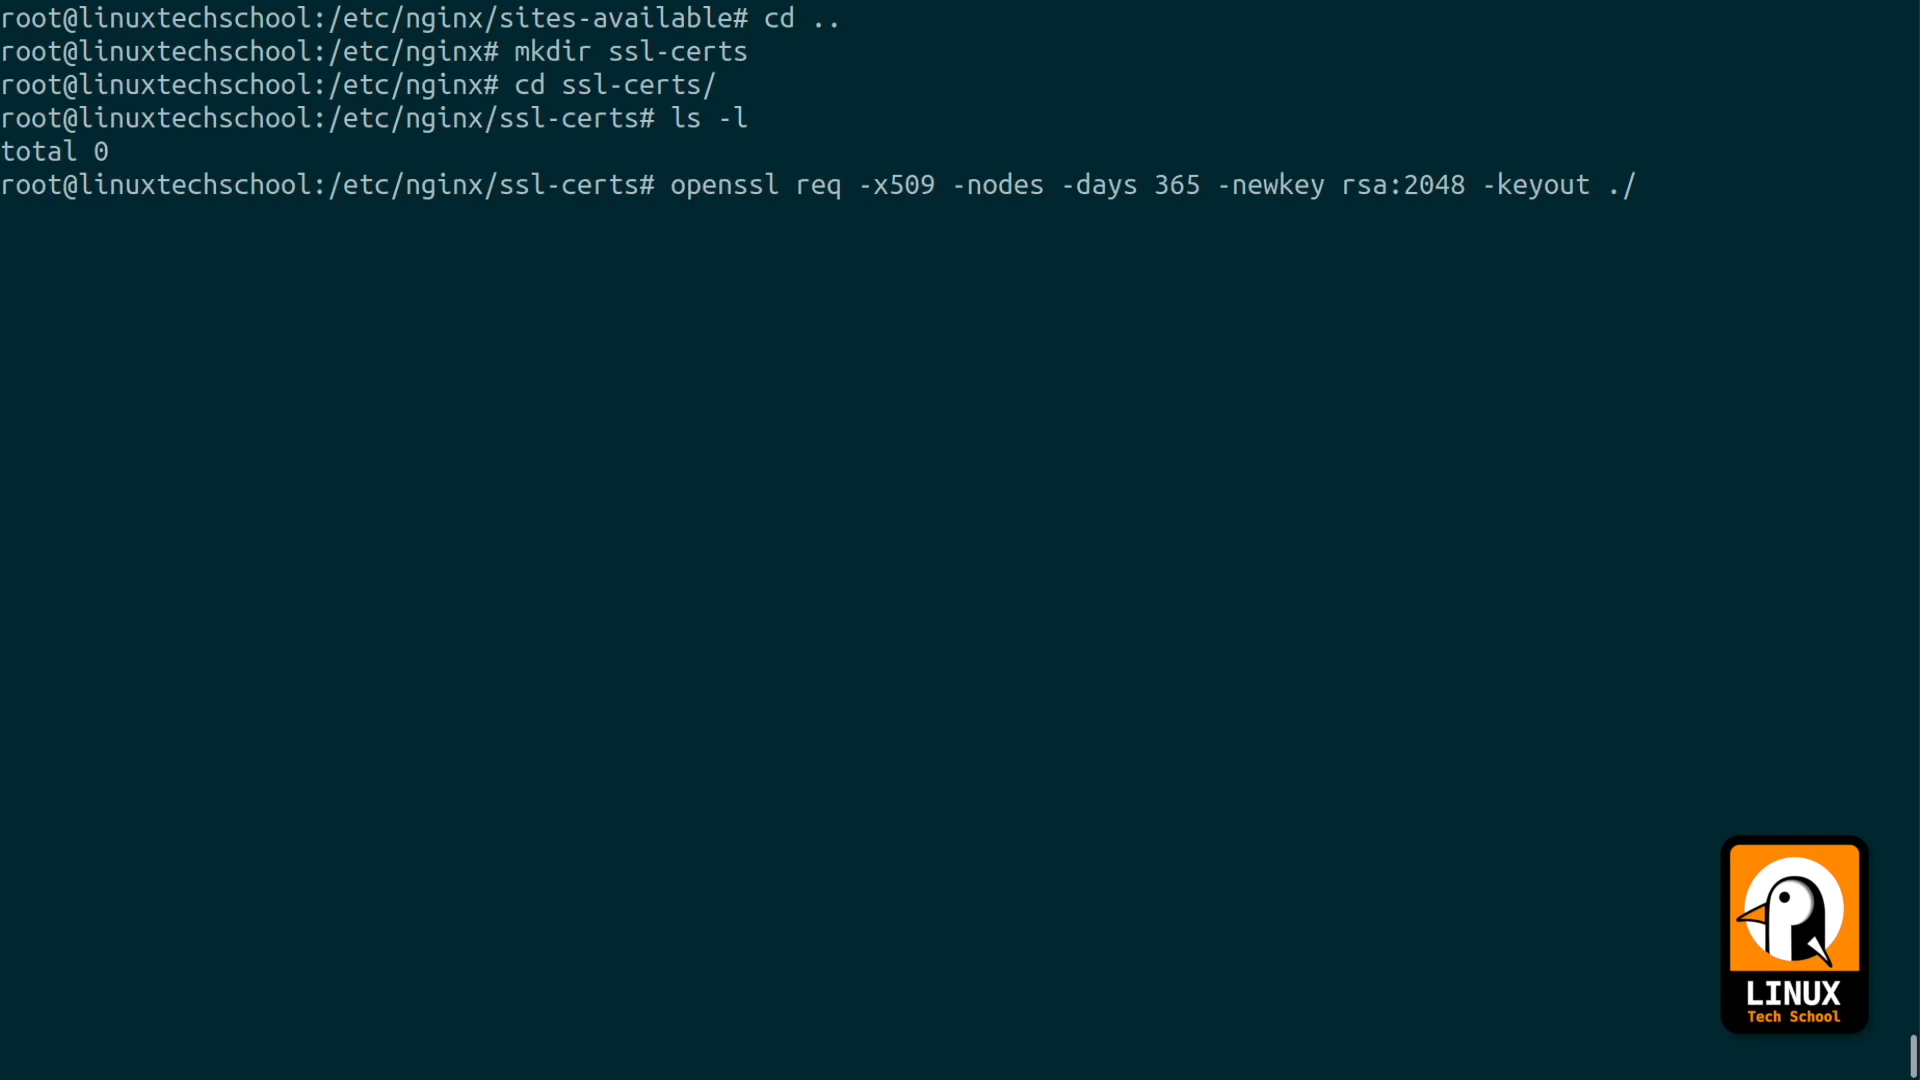 root@linuxtechschool:/etc/nginx/sites-available# cd ..
root@linuxtechschool:/etc/nginx# mkdir ssl-certs
root@linuxtechschool:/etc/nginx# cd ssl-certs/
root@linuxtechschool:/etc/nginx/ssl-certs# ls -l
total 0
root@linuxtechschool:/etc/nginx/ssl-certs# openssl req -x509 -nodes -days 365 -newkey rsa:2048 -keyout ./
LINUX
Tech School